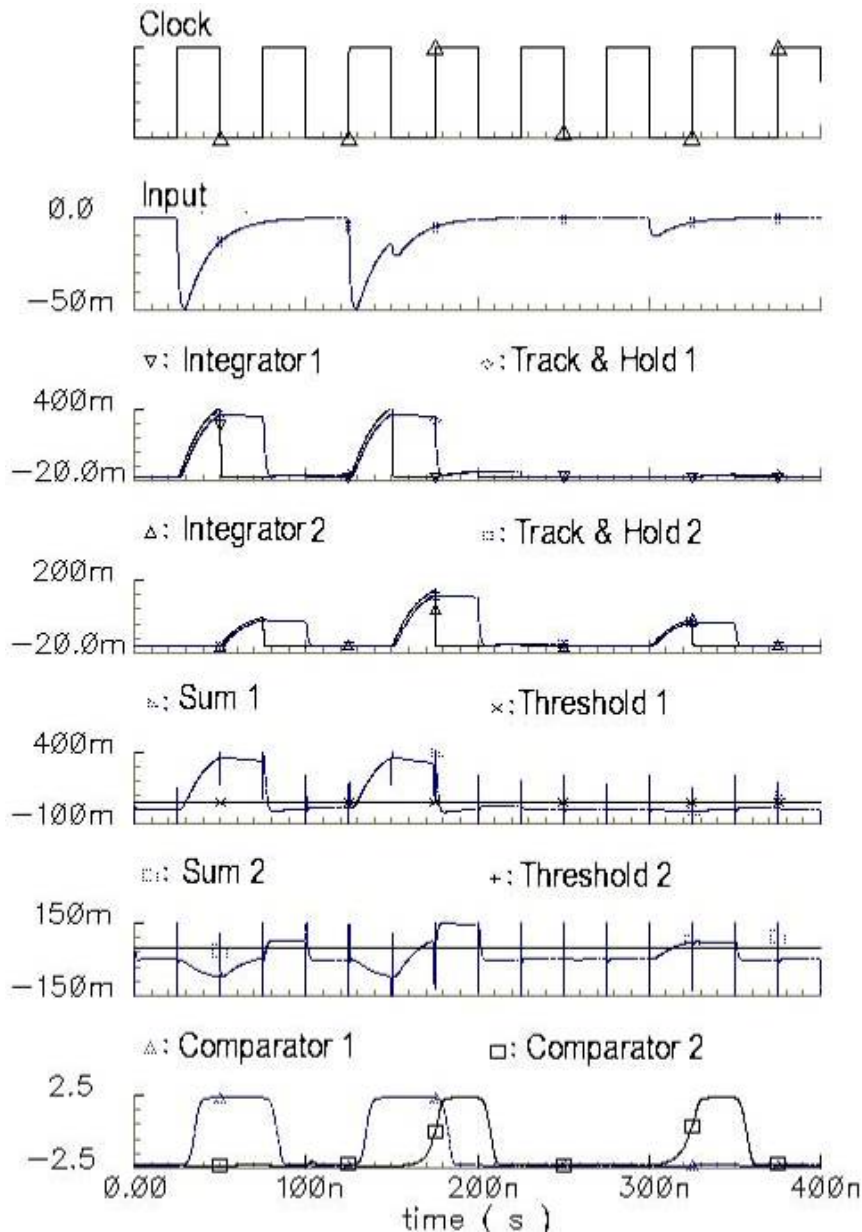 Clock
Input
0.0
-50m
▽: Integrator 1 ◇: Track & Hold 1
400m
-20.0m
△: Integrator 2 □: Track & Hold 2
200m
-20.0m
△: Sum 1 ×: Threshold 1
400m
-100m
□: Sum 2 +: Threshold 2
150m
-150m
△: Comparator 1 □: Comparator 2
2.5
-2.5
0.00 100n 200n 300n 400n
time ( s )